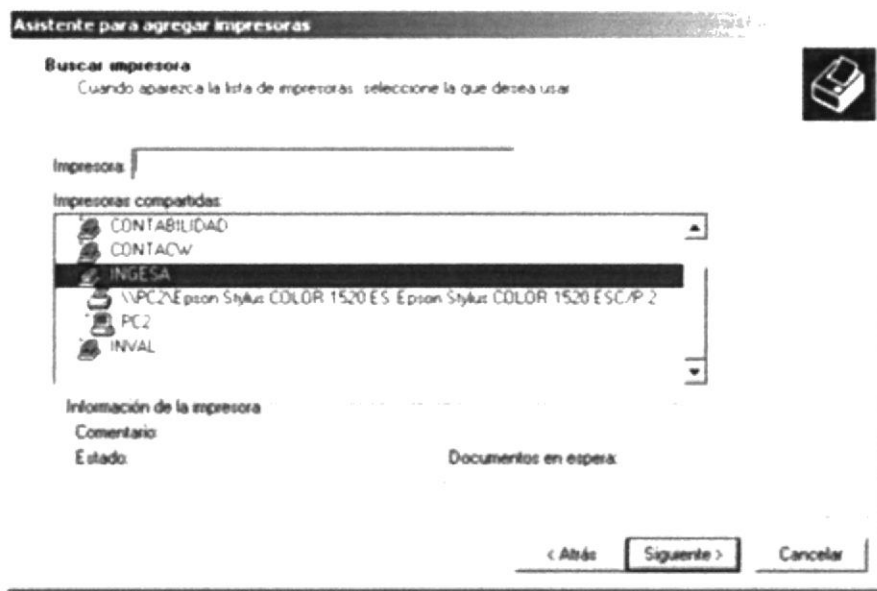 Asistente para agregar impresoras
Buscar impresora
Cuando aparezca la lista de impresoras seleccione la que desea usar
Impresora:
Impresoras compartidas:
CONTABILIDAD
CONTACW
INGESA
\\PC2\Epson Stylus COLOR 1520 ES Epson Stylus COLOR 1520 ESC/P 2
PC2
INVAL
Información de la impresora
Comentario:
Estado: Documentos en espera:
< Atrás Siguiente > Cancelar